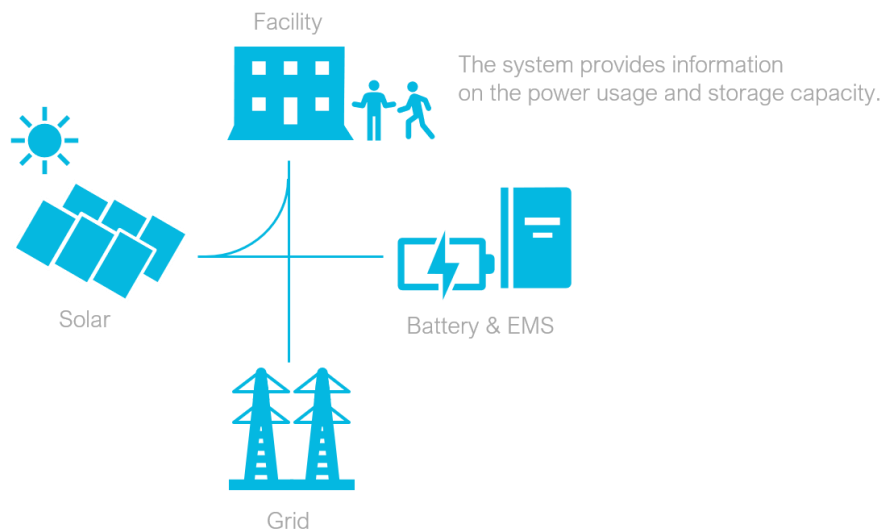 Facility
The system provides information
on the power usage and storage capacity.
Solar
Battery & EMS
Grid